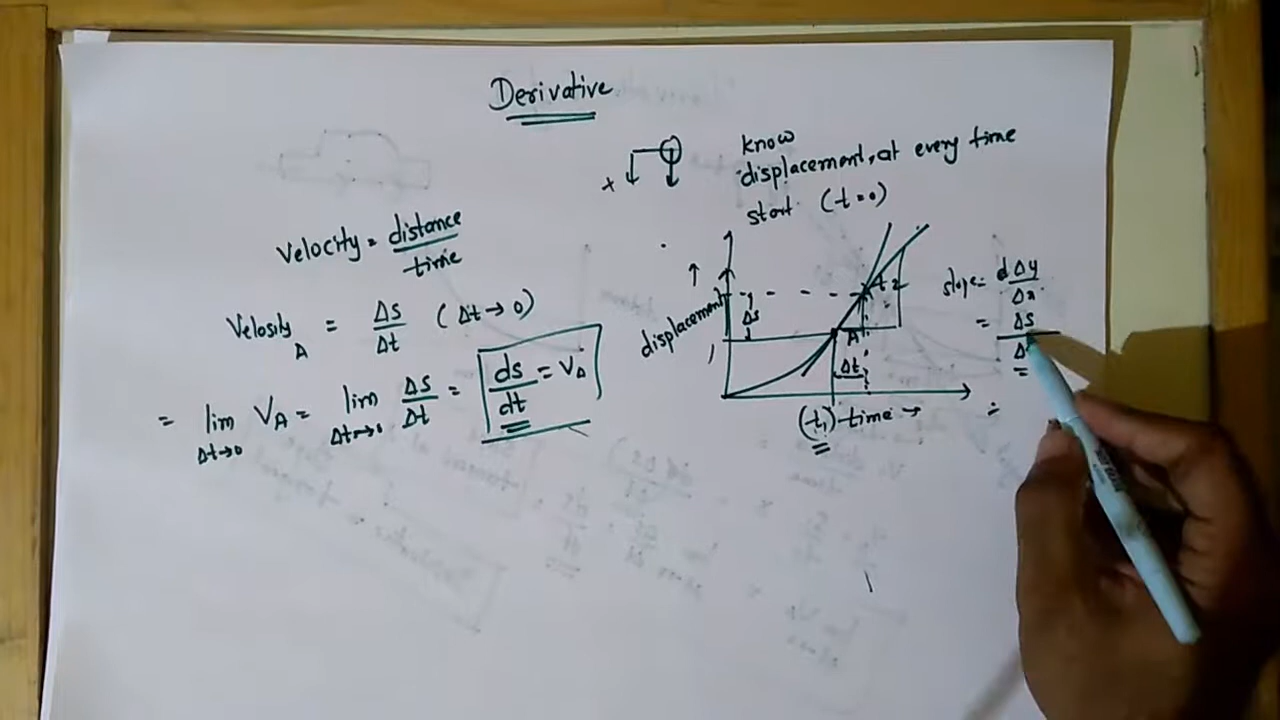 Derivative
know
displacement, at every time
start (t=0)
Velocity = distance
time
Velosity A = Δs/Δt (Δt→0)
= lim Δt→0 VA = lim Δt→0 Δs/Δt = ds/dt = VA
x
displacement
Δs
A
Δt
(t1) time →
slope = dΔy/Δx
= Δs